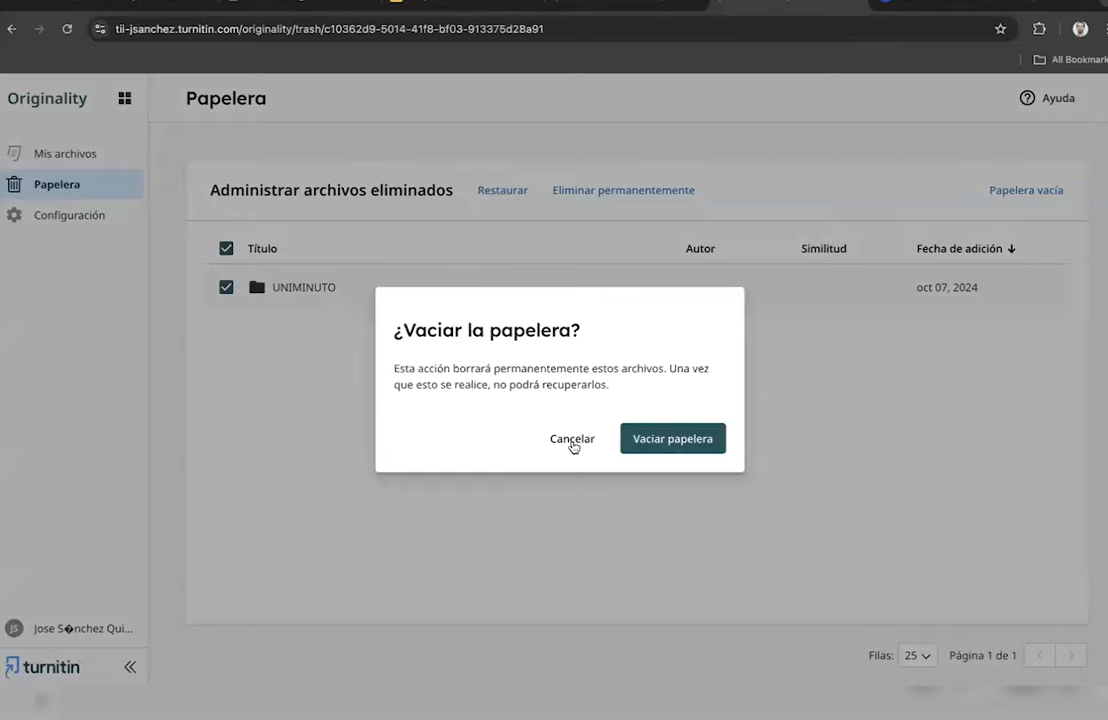 tii-jsanchez.turnitin.com/originality/trash/c10362d9-5014-41f8-bf03-913375d28a91
All Bookmark
Originality
Papelera
Ayuda
Mis archivos
Papelera
Configuración
Administrar archivos eliminados
Restaurar
Eliminar permanentemente
Papelera vacía
Título
Autor
Similitud
Fecha de adición
UNIMINUTO
oct 07, 2024
¿Vaciar la papelera?
Esta acción borrará permanentemente estos archivos. Una vez
que esto se realice, no podrá recuperarlos.
Cancelar
Vaciar papelera
JS
Jose S�nchez Qui...
turnitin
Filas:
25
Página 1 de 1